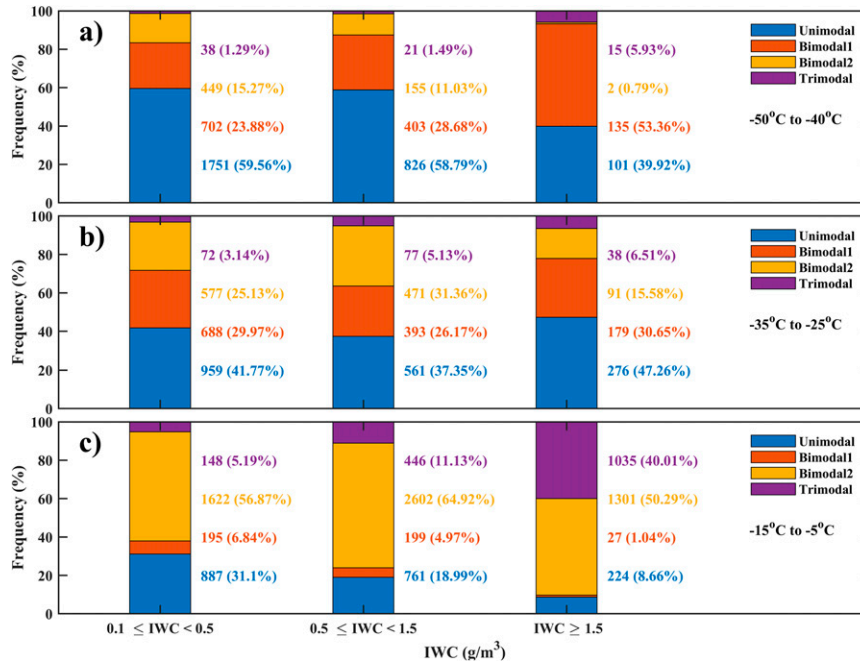 a)
Frequency (%)
100
80
60
40
20
0
38 (1.29%)
449 (15.27%)
702 (23.88%)
1751 (59.56%)
21 (1.49%)
155 (11.03%)
403 (28.68%)
826 (58.79%)
15 (5.93%)
2 (0.79%)
135 (53.36%)
101 (39.92%)
Unimodal
Bimodal1
Bimodal2
Trimodal
-50°C to -40°C
b)
Frequency (%)
100
80
60
40
20
0
72 (3.14%)
577 (25.13%)
688 (29.97%)
959 (41.77%)
77 (5.13%)
471 (31.36%)
393 (26.17%)
561 (37.35%)
38 (6.51%)
91 (15.58%)
179 (30.65%)
276 (47.26%)
Unimodal
Bimodal1
Bimodal2
Trimodal
-35°C to -25°C
c)
Frequency (%)
100
80
60
40
20
0
148 (5.19%)
1622 (56.87%)
195 (6.84%)
887 (31.1%)
446 (11.13%)
2602 (64.92%)
199 (4.97%)
761 (18.99%)
1035 (40.01%)
1301 (50.29%)
27 (1.04%)
224 (8.66%)
Unimodal
Bimodal1
Bimodal2
Trimodal
-15°C to -5°C
0.1 ≤ IWC < 0.5
0.5 ≤ IWC < 1.5
IWC ≥ 1.5
IWC (g/m³)